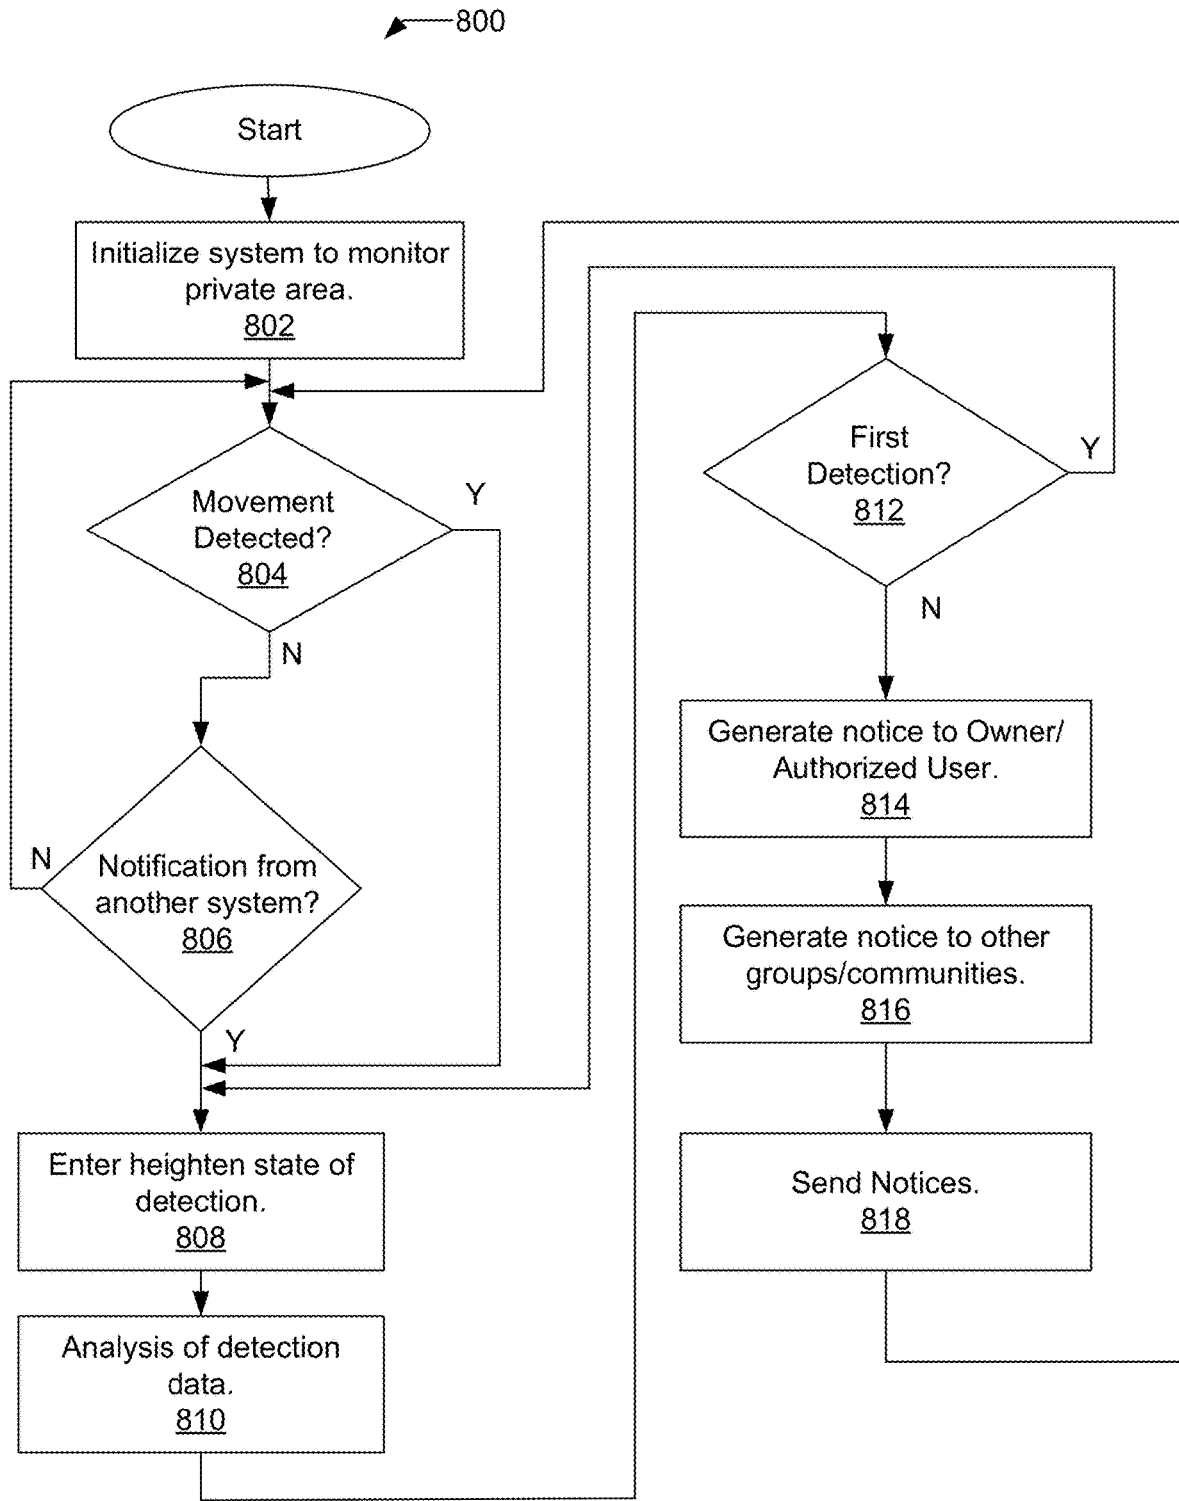 800
Start
Initialize system to monitor
private area.
802
Movement
Detected?
804
Y
N
Notification from
another system?
806
N
Y
Enter heighten state of
detection.
808
Analysis of detection
data.
810
First
Detection?
812
Y
N
Generate notice to Owner/
Authorized User.
814
Generate notice to other
groups/communities.
816
Send Notices.
818